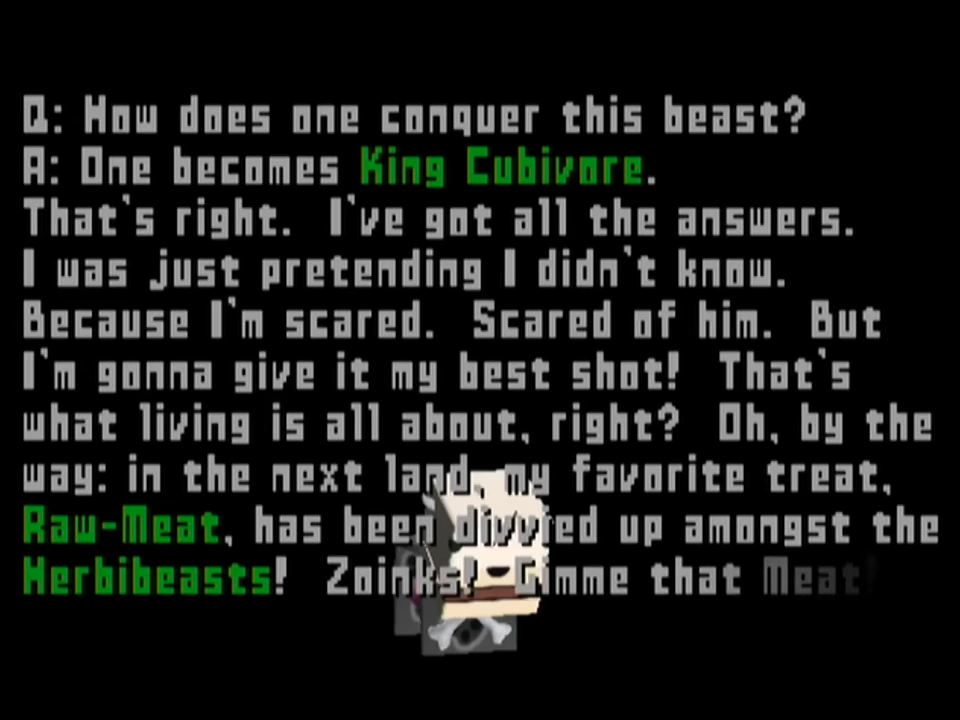 Q: How does one conquer this beast?
A: One becomes King Cubivore.
That's right.  I've got all the answers.
I was just pretending I didn't know.
Because I'm scared.  Scared of him.  But
I'm gonna give it my best shot!  That's
what living is all about, right?  Oh, by the
way: in the next land, my favorite treat,
Raw-Meat, has been divvied up amongst the
Herbibeasts!  Zoinks!  Gimme that Meat!